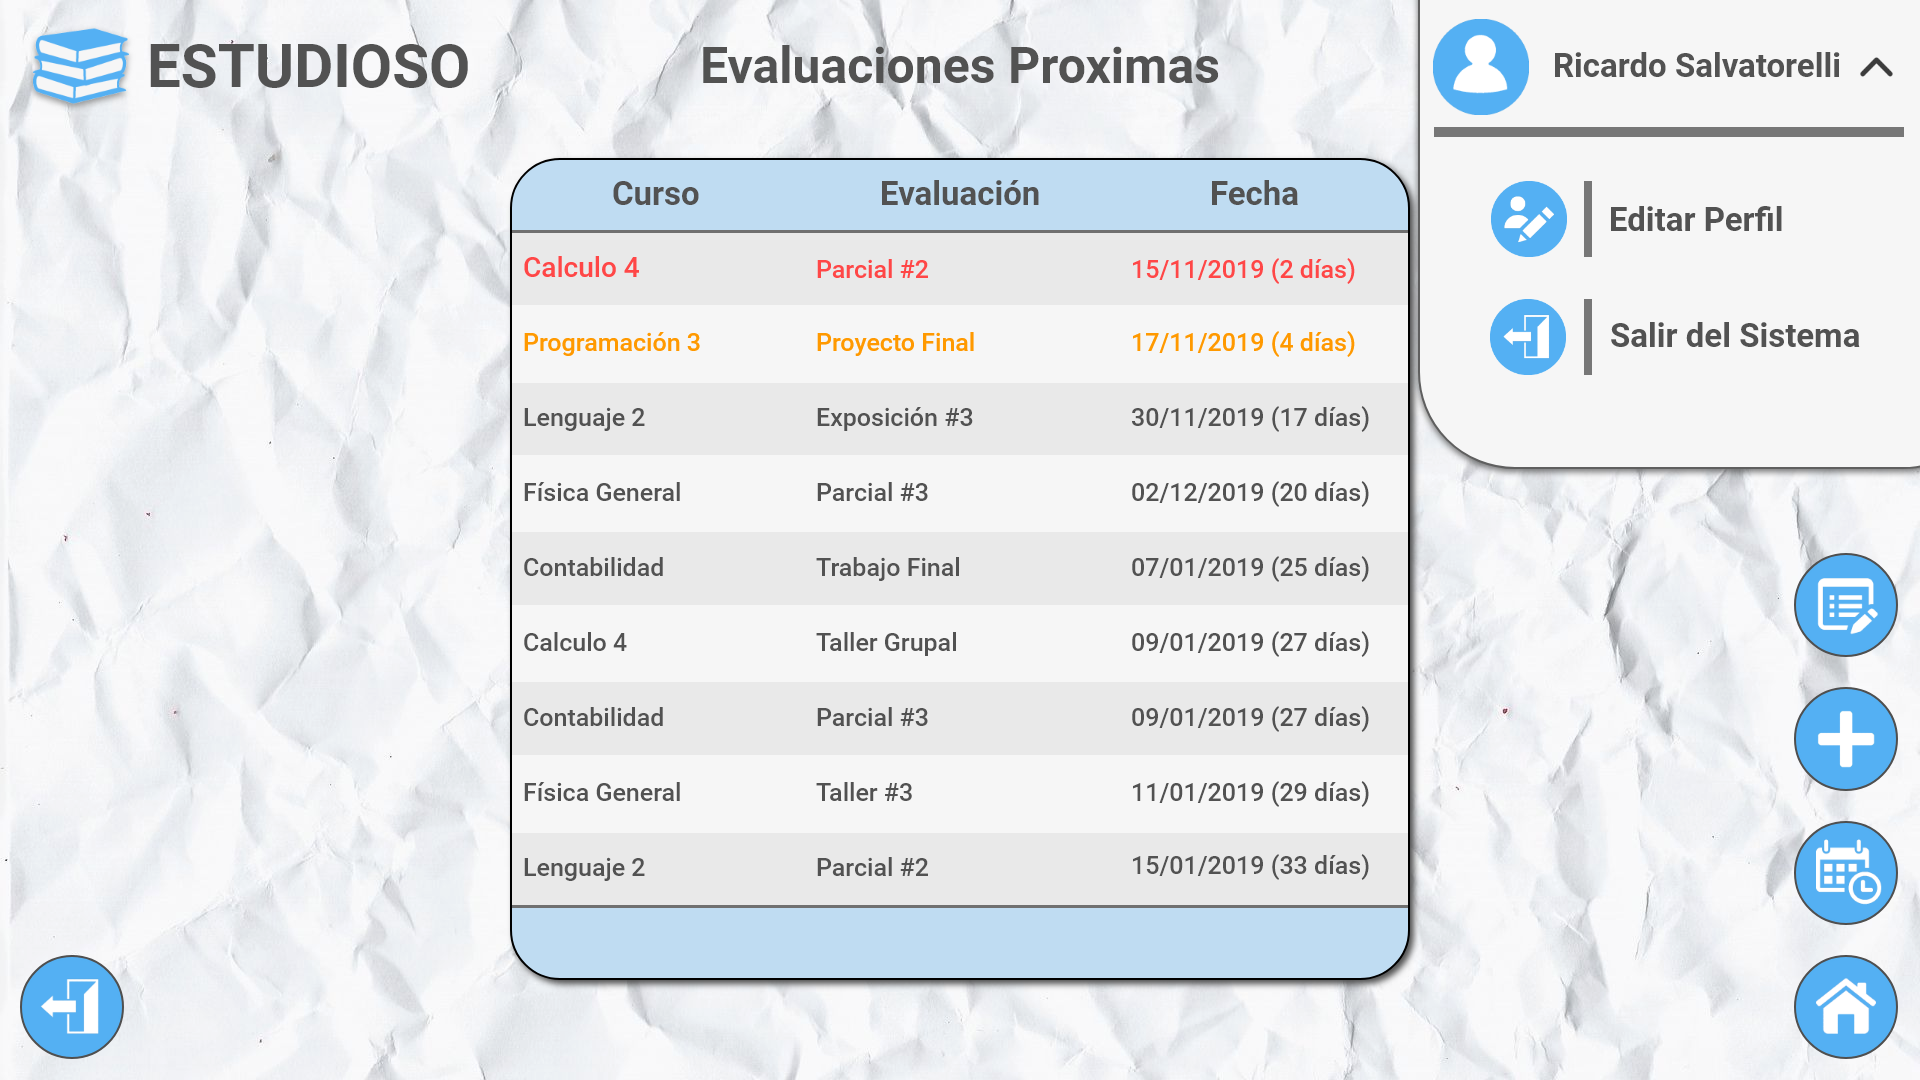 ESTUDIOSO
Evaluaciones Proximas
Ricardo Salvatorelli
Editar Perfil
Salir del Sistema
Curso Evaluación Fecha
Calculo 4 Parcial #2 15/11/2019 (2 días)
Programación 3 Proyecto Final 17/11/2019 (4 días)
Lenguaje 2 Exposición #3 30/11/2019 (17 días)
Física General Parcial #3 02/12/2019 (20 días)
Contabilidad Trabajo Final 07/01/2019 (25 días)
Calculo 4 Taller Grupal 09/01/2019 (27 días)
Contabilidad Parcial #3 09/01/2019 (27 días)
Física General Taller #3 11/01/2019 (29 días)
Lenguaje 2 Parcial #2 15/01/2019 (33 días)